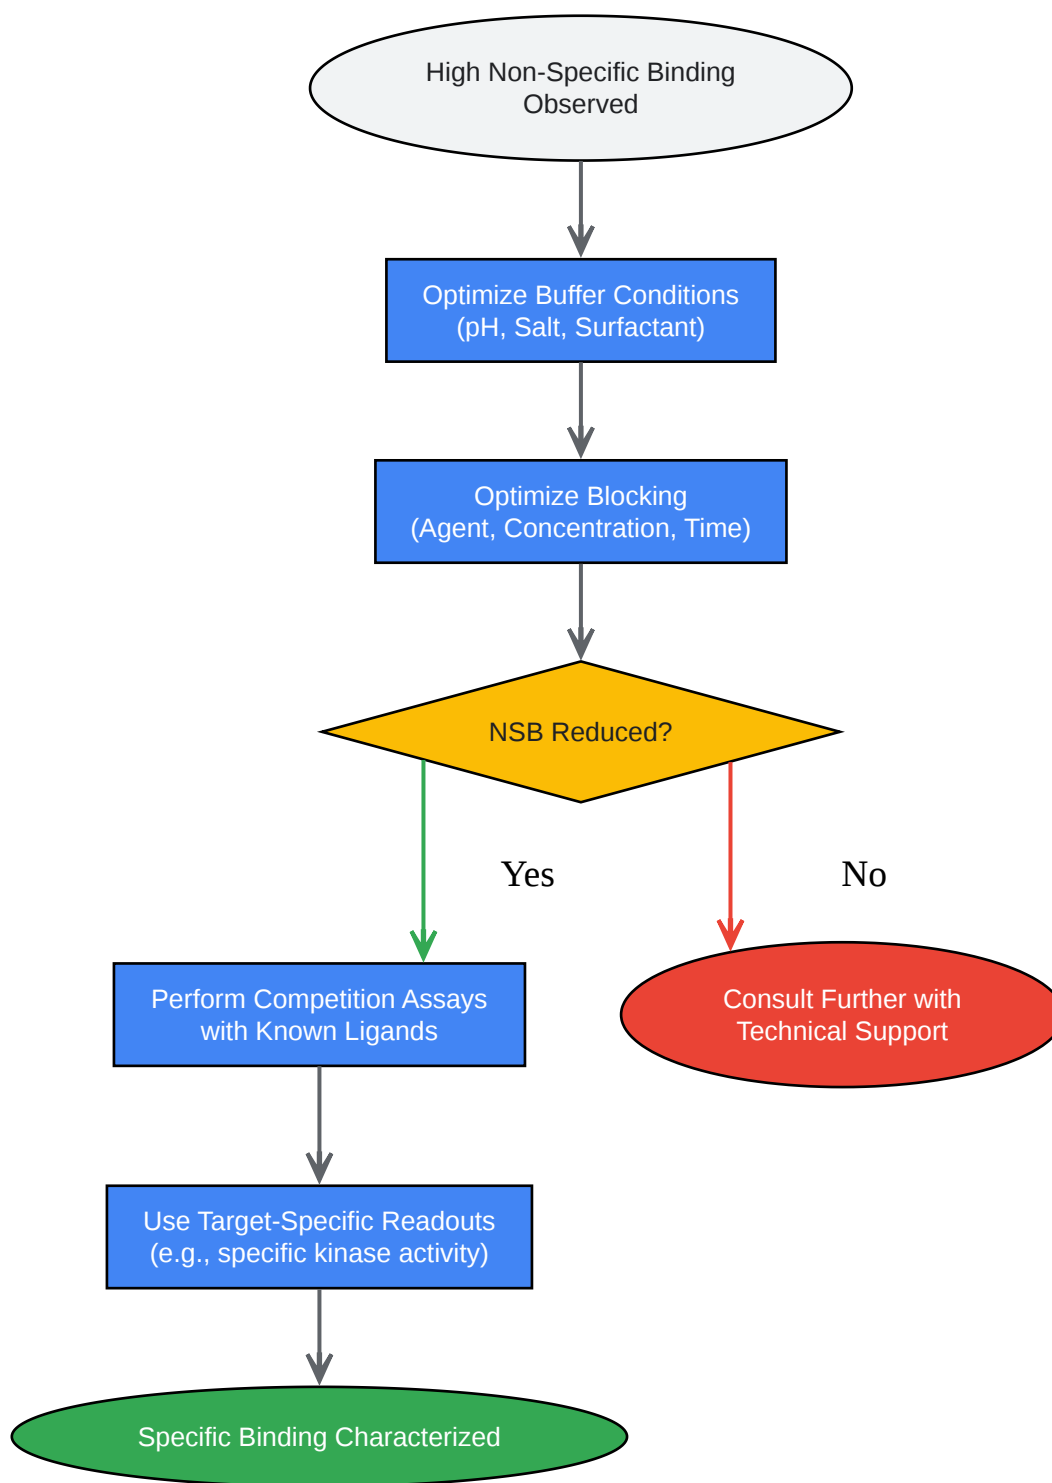 High Non-Specific Binding
Observed
Optimize Buffer Conditions
(pH, Salt, Surfactant)
Optimize Blocking
(Agent, Concentration, Time)
NSB Reduced?
Yes
No
Perform Competition Assays
with Known Ligands
Consult Further with
Technical Support
Use Target-Specific Readouts
(e.g., specific kinase activity)
Specific Binding Characterized